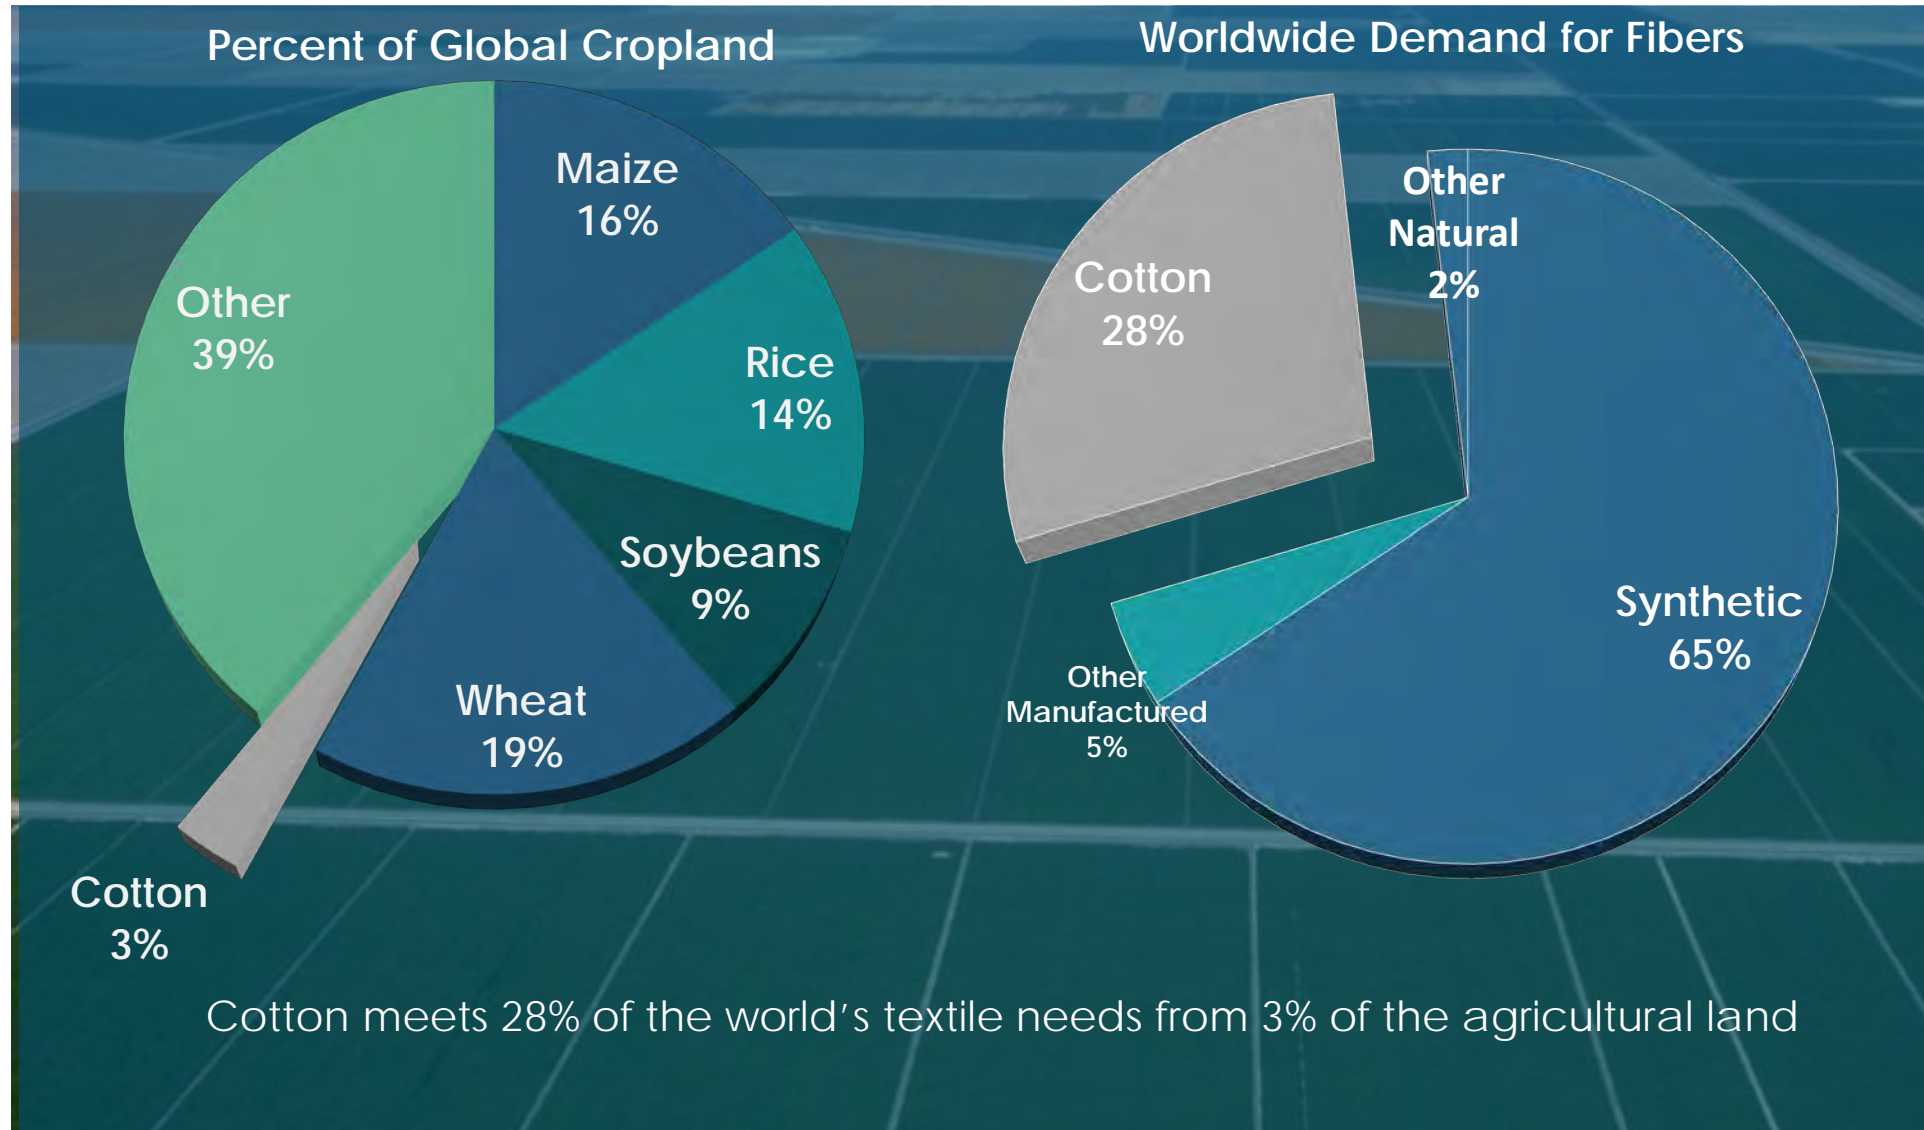 Percent of Global Cropland
Maize
16%
Rice
14%
Soybeans
9%
Wheat
19%
Cotton
3%
Other
39%
Worldwide Demand for Fibers
Other
Natural
2%
Cotton
28%
Synthetic
65%
Other
Manufactured
5%
Cotton meets 28% of the world's textile needs from 3% of the agricultural land